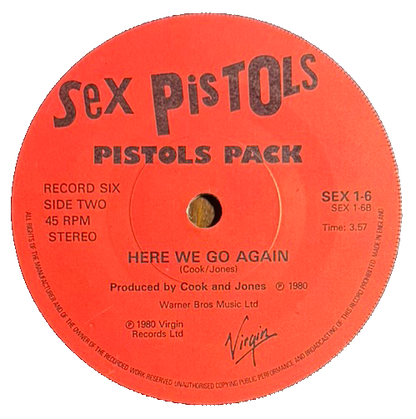 Sex PISTOLS
PISTOLS PACK
RECORD SIX
SIDE TWO
45 RPM
STEREO
SEX 1-6
SEX 1-6B
Time: 3.57
HERE WE GO AGAIN
(Cook/Jones)
Produced by Cook and Jones ℗ 1980
Warner Bros Music Ltd
℗ 1980 Virgin
Records Ltd
Virgin
ALL RIGHTS OF THE MANUFACTURER AND OF THE OWNER OF THE RECORDED WORK RESERVED. UNAUTHORISED COPYING PUBLIC PERFORMANCE, AND BROADCASTING OF THIS RECORD PROHIBITED. MADE IN ENGLAND